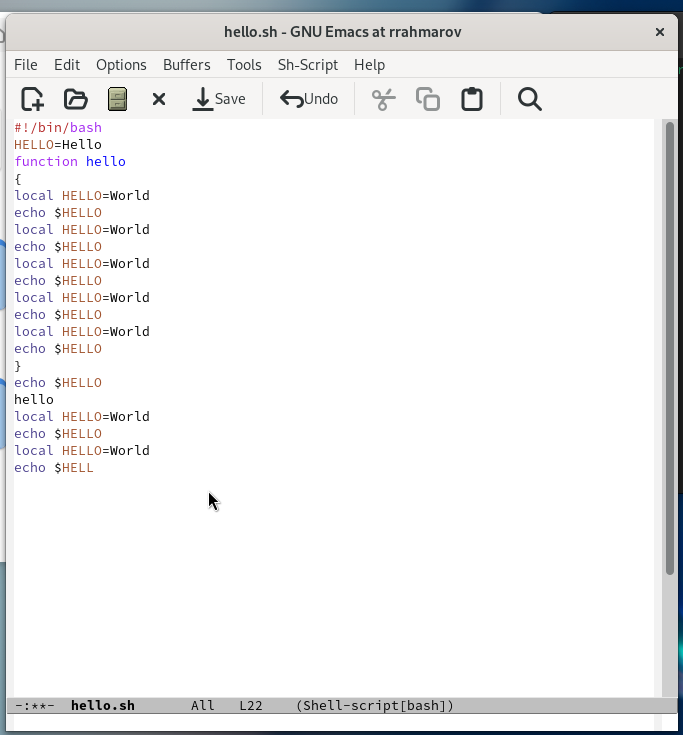 hello.sh - GNU Emacs at rrahmarov
File Edit Options Buffers Tools Sh-Script Help
Save Undo
#!/bin/bash
HELLO=Hello
function hello
{
local HELLO=World
echo $HELLO
local HELLO=World
echo $HELLO
local HELLO=World
echo $HELLO
local HELLO=World
echo $HELLO
local HELLO=World
echo $HELLO
}
echo $HELLO
hello
local HELLO=World
echo $HELLO
local HELLO=World
echo $HELL
-:**- hello.sh All L22 (Shell-script[bash])